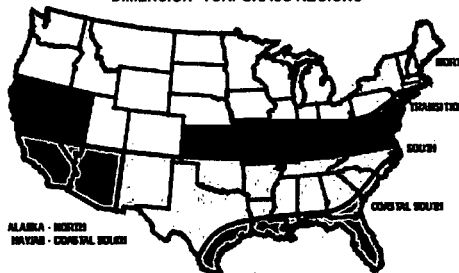 DIMENSION TURFGRASS REGIONS
NORTH
TRANSITION
SOUTH
COASTAL SOUTH
ALASKA - NORTH
HAWAII - COASTAL SOUTH